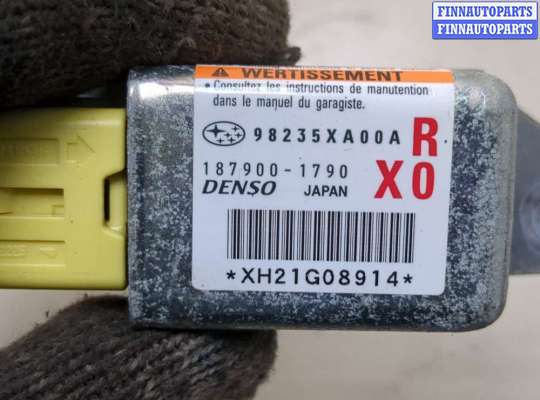 FINNAUTOPARTS
FINNAUTOPARTS
WERTISSEMENT
• Consultez les instructions de manutention
dans le manuel du garagiste.
98235XA00A R
187900-1790 X0
DENSO JAPAN
*XH21G08914*